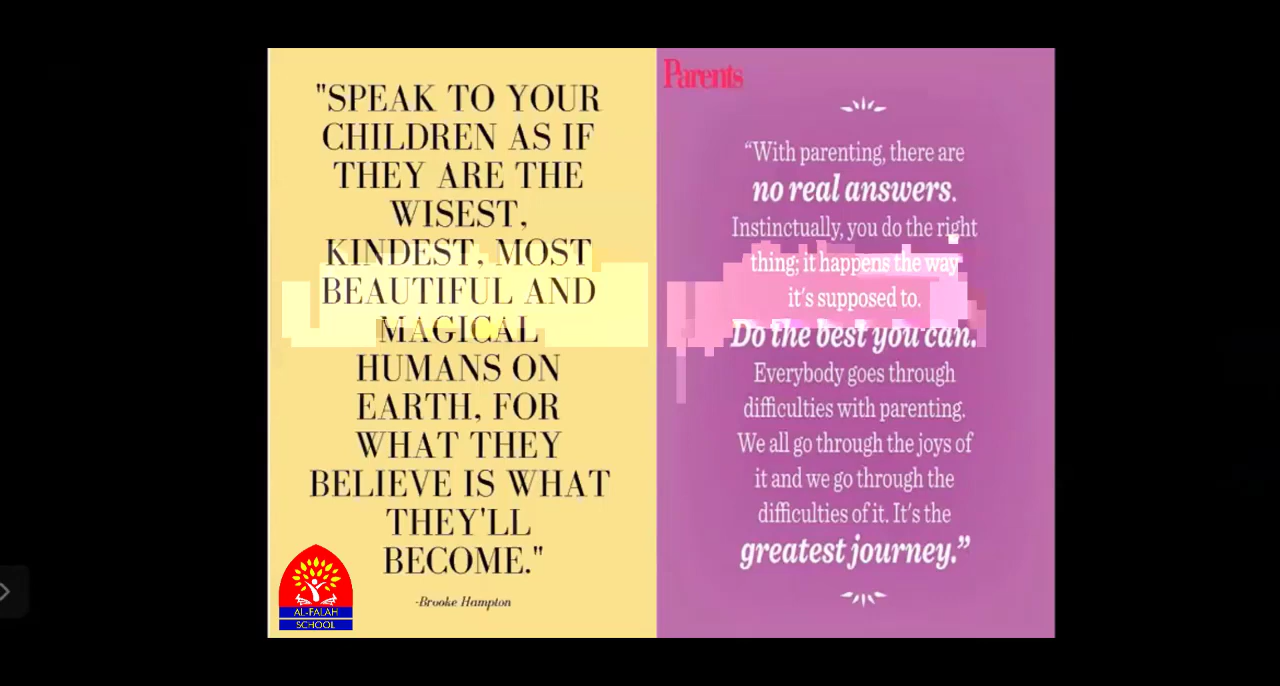 "SPEAK TO YOUR
CHILDREN AS IF
THEY ARE THE
WISEST,
KINDEST, MOST
BEAUTIFUL AND
MAGICAL
HUMANS ON
EARTH, FOR
WHAT THEY
BELIEVE IS WHAT
THEY'LL
BECOME."
-Brooke Hampton
AL-FALAH
SCHOOL
Parents
“With parenting, there are
no real answers.
Instinctually, you do the right
thing; it happens the way
it's supposed to.
Do the best you can.
Everybody goes through
difficulties with parenting.
We all go through the joys of
it and we go through the
difficulties of it. It's the
greatest journey.”